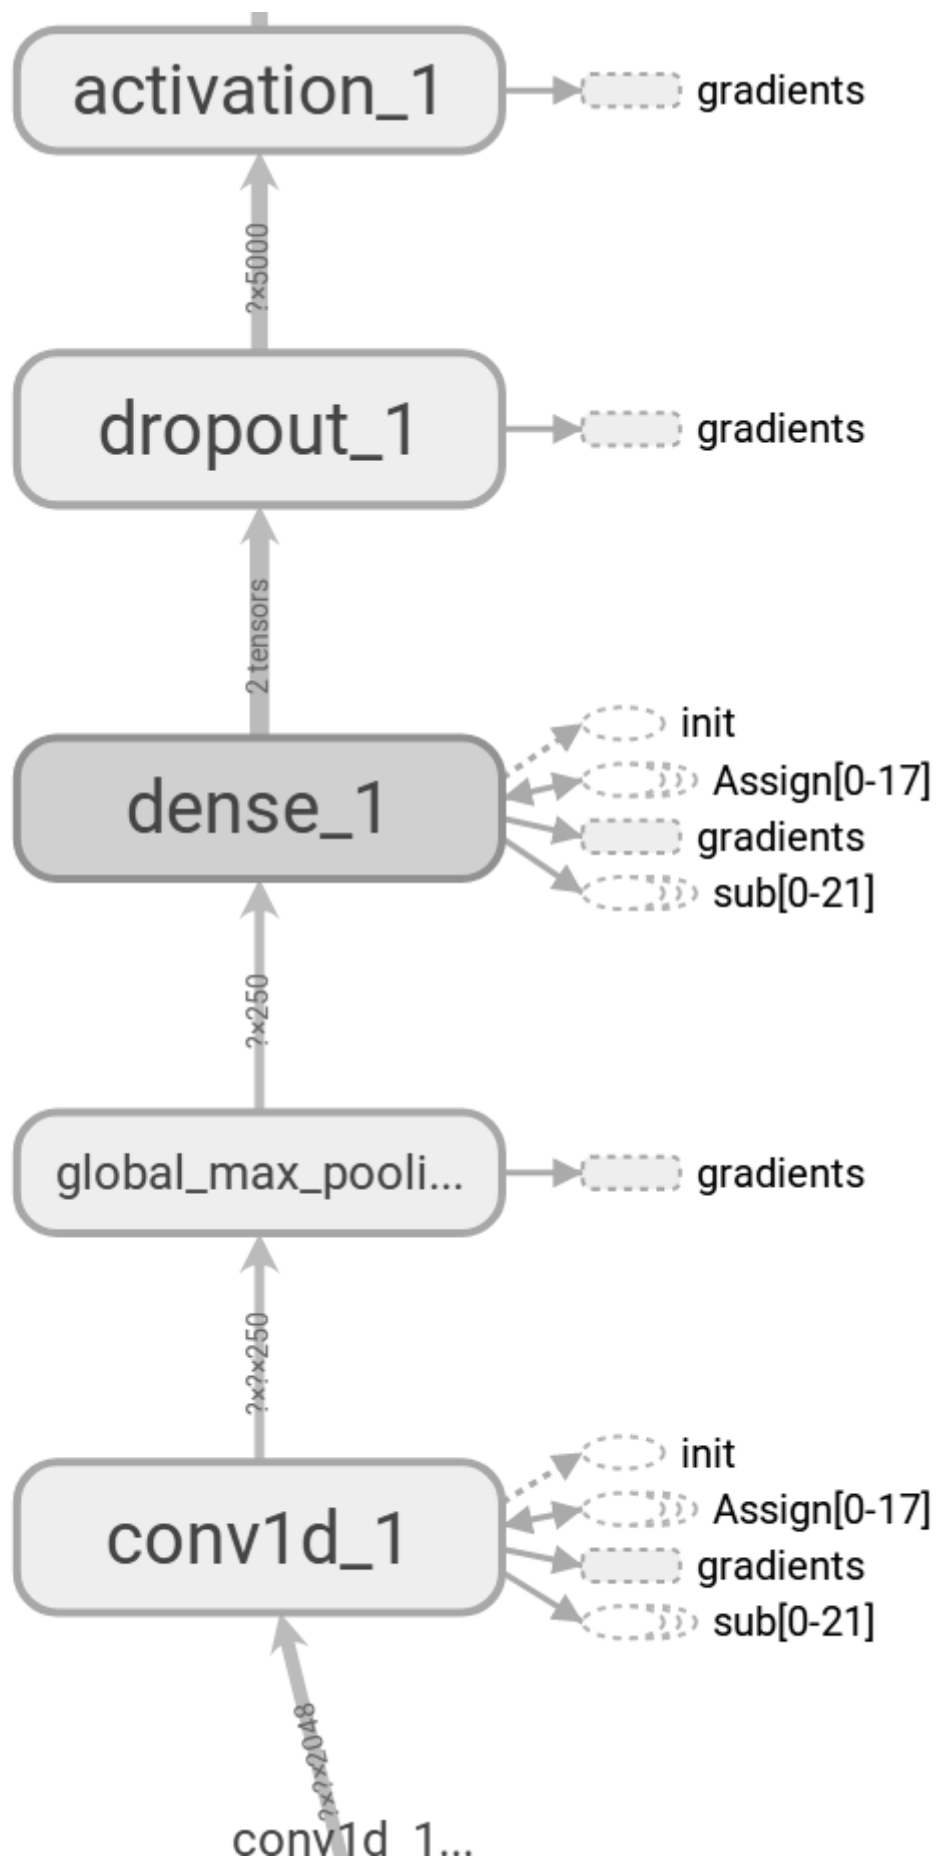 activation_1
gradients
?×5000
dropout_1
gradients
2 tensors
dense_1
init
Assign[0-17]
gradients
sub[0-21]
?×250
global_max_pooli...
gradients
?×?×250
conv1d_1
init
Assign[0-17]
gradients
sub[0-21]
?×?×2048
conv1d_1...